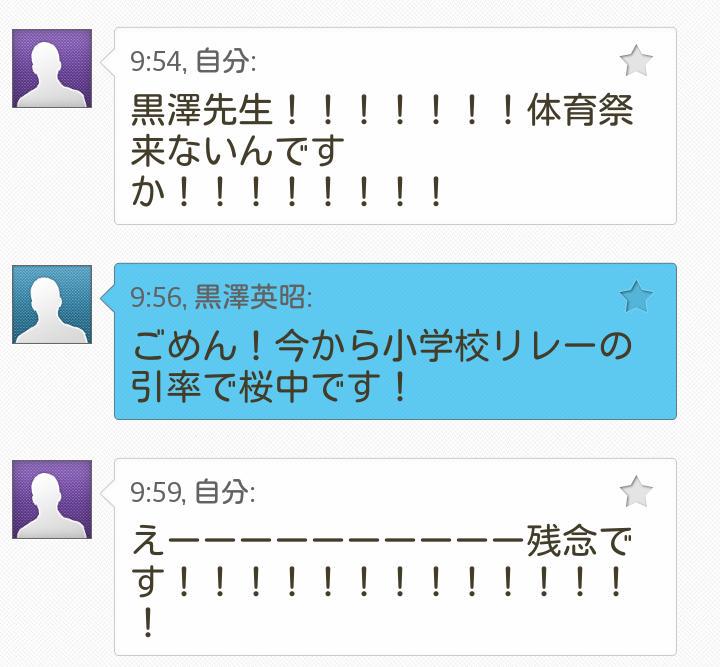 9:54, 自分:
黒澤先生！！！！！！！体育祭
来ないんです
か！！！！！！！！
9:56, 黒澤英昭:
ごめん！今から小学校リレーの
引率で桜中です！
9:59, 自分:
えーーーーーーーーーー残念で
す！！！！！！！！！！！！！
！